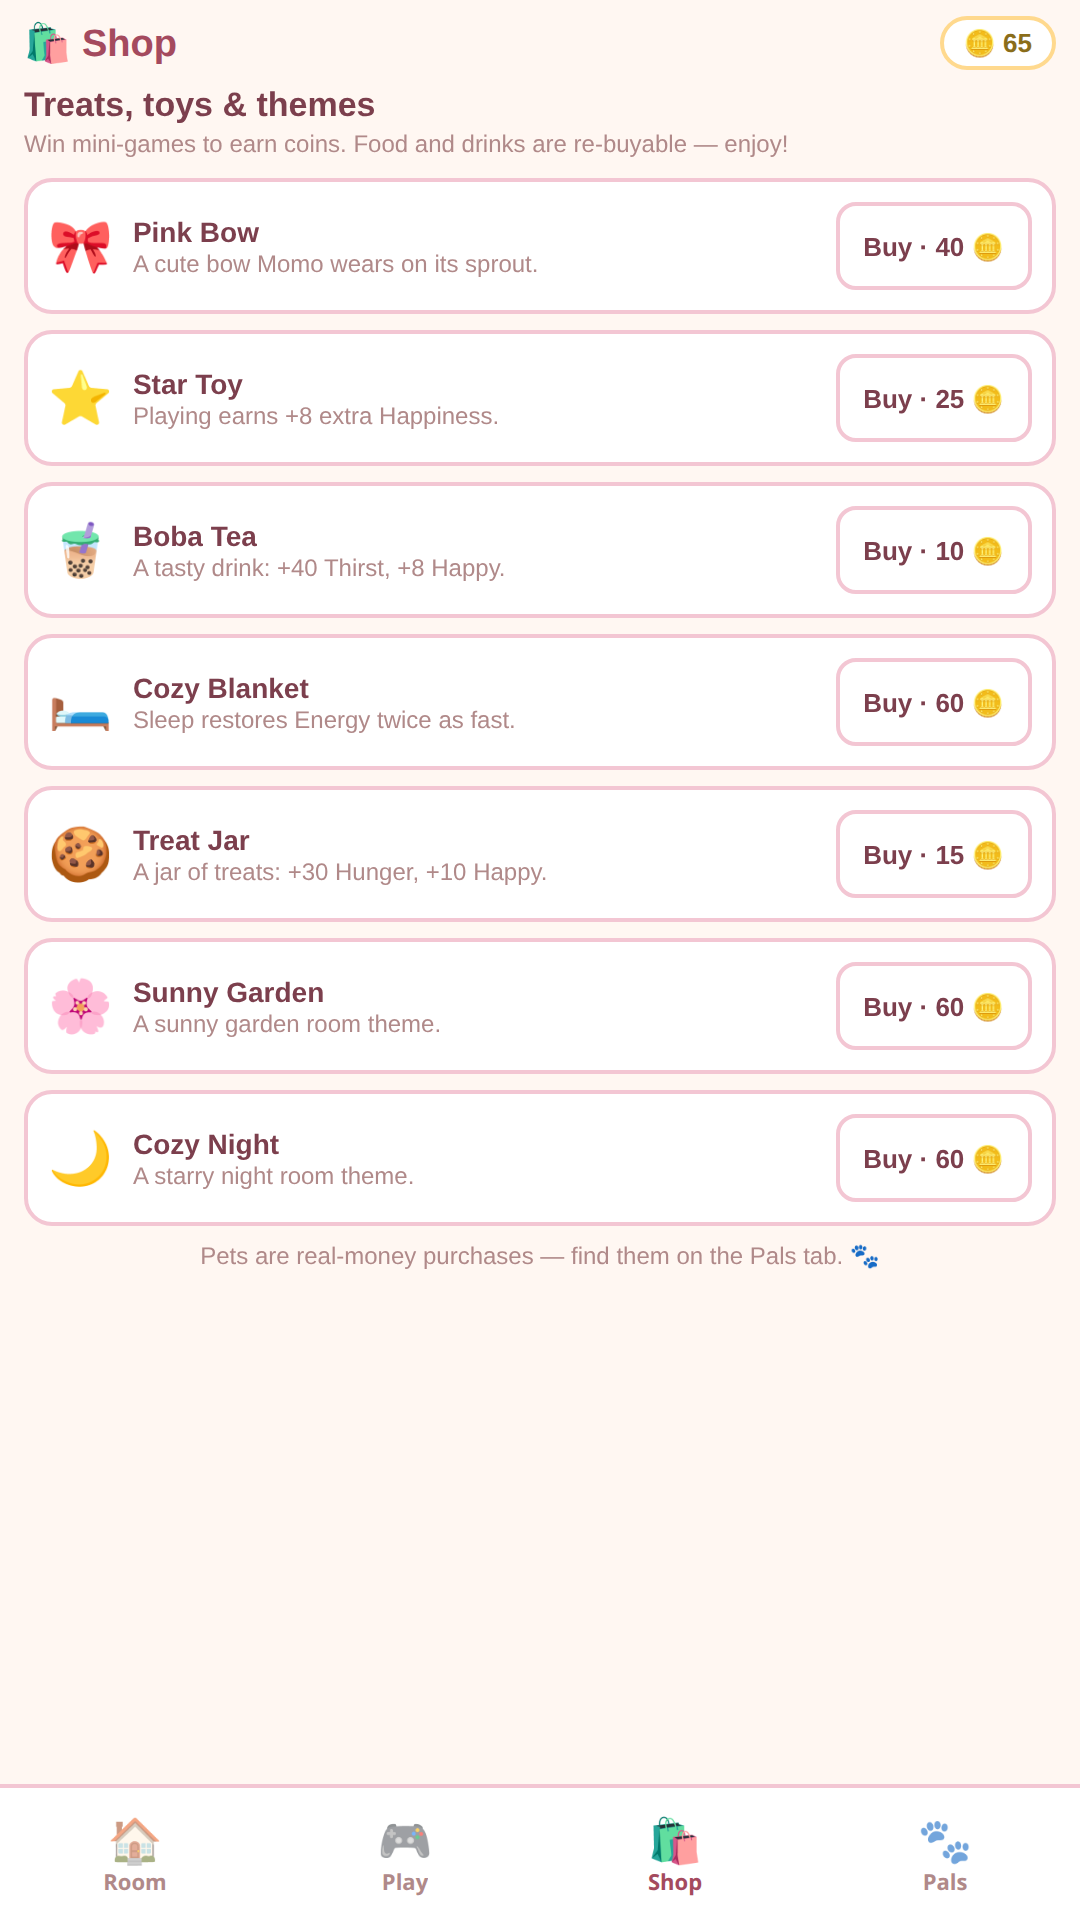 Shop
65
Treats, toys & themes
Win mini-games to earn coins. Food and drinks are re-buyable — enjoy!
Pink Bow
A cute bow Momo wears on its sprout.
Buy · 40
Star Toy
Playing earns +8 extra Happiness.
Buy · 25
Boba Tea
A tasty drink: +40 Thirst, +8 Happy.
Buy · 10
Cozy Blanket
Sleep restores Energy twice as fast.
Buy · 60
Treat Jar
A jar of treats: +30 Hunger, +10 Happy.
Buy · 15
Sunny Garden
A sunny garden room theme.
Buy · 60
Cozy Night
A starry night room theme.
Buy · 60
Pets are real-money purchases — find them on the Pals tab.
Room
Play
Shop
Pals